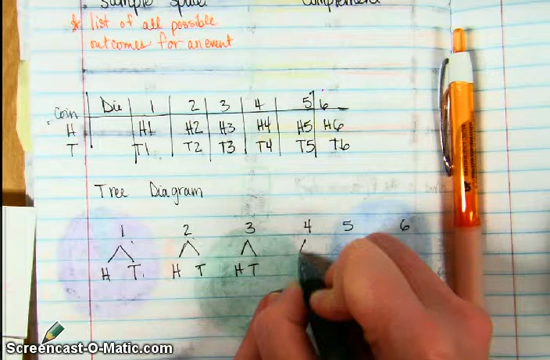 Sample Space Complement
* list of all possible
outcomes for an event
Coin Die 1 2 3 4 5 6
H H1 H2 H3 H4 H5 H6
T T1 T2 T3 T4 T5 T6
Tree Diagram
1 2 3 4 5 6
H T H T H T
Screencast-O-Matic.com